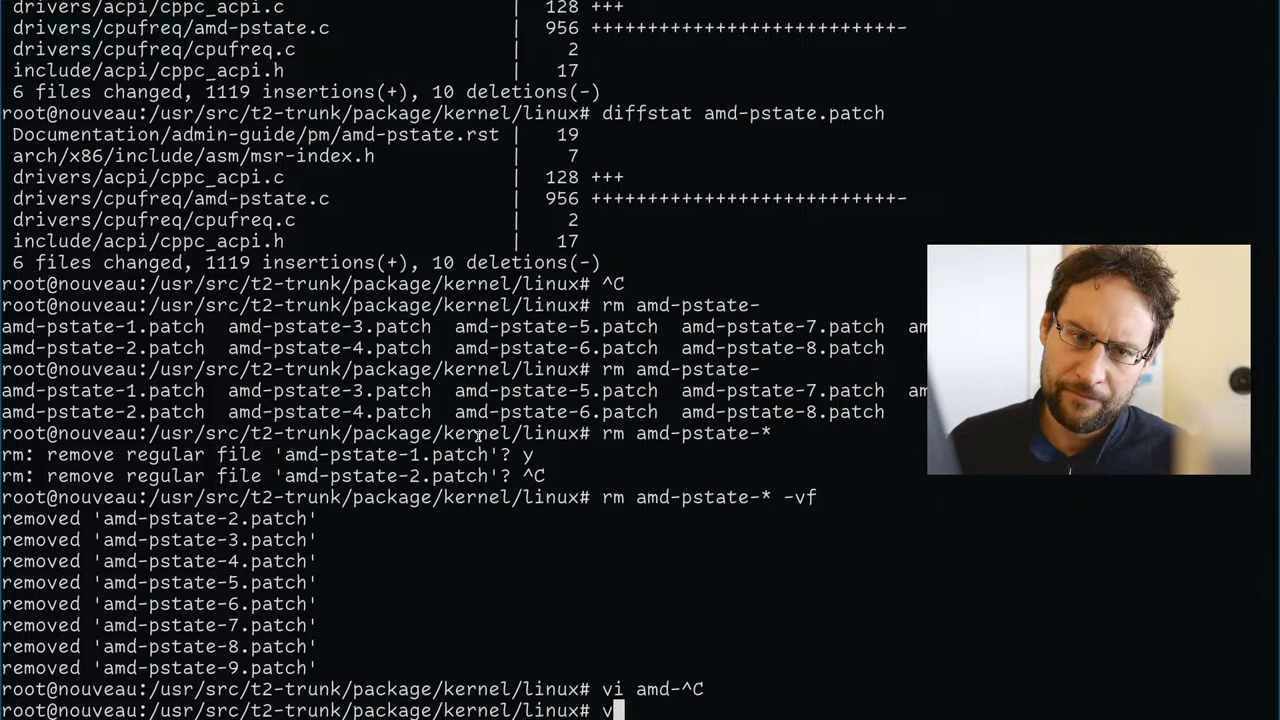 drivers/acpi/cppc_acpi.c | 128 +++
drivers/cpufreq/amd-pstate.c | 956 ++++++++++++++++++++++++++-
drivers/cpufreq/cpufreq.c | 2
include/acpi/cppc_acpi.h | 17
6 files changed, 1119 insertions(+), 10 deletions(-)
root@nouveau:/usr/src/t2-trunk/package/kernel/linux# diffstat amd-pstate.patch
Documentation/admin-guide/pm/amd-pstate.rst | 19
arch/x86/include/asm/msr-index.h | 7
drivers/acpi/cppc_acpi.c | 128 +++
drivers/cpufreq/amd-pstate.c | 956 ++++++++++++++++++++++++++-
drivers/cpufreq/cpufreq.c | 2
include/acpi/cppc_acpi.h | 17
6 files changed, 1119 insertions(+), 10 deletions(-)
root@nouveau:/usr/src/t2-trunk/package/kernel/linux# ^C
root@nouveau:/usr/src/t2-trunk/package/kernel/linux# rm amd-pstate-
amd-pstate-1.patch amd-pstate-3.patch amd-pstate-5.patch amd-pstate-7.patch
amd-pstate-2.patch amd-pstate-4.patch amd-pstate-6.patch amd-pstate-8.patch
root@nouveau:/usr/src/t2-trunk/package/kernel/linux# rm amd-pstate-
amd-pstate-1.patch amd-pstate-3.patch amd-pstate-5.patch amd-pstate-7.patch
amd-pstate-2.patch amd-pstate-4.patch amd-pstate-6.patch amd-pstate-8.patch
root@nouveau:/usr/src/t2-trunk/package/kernel/linux# rm amd-pstate-*
rm: remove regular file 'amd-pstate-1.patch'? y
rm: remove regular file 'amd-pstate-2.patch'? ^C
root@nouveau:/usr/src/t2-trunk/package/kernel/linux# rm amd-pstate-* -vf
removed 'amd-pstate-2.patch'
removed 'amd-pstate-3.patch'
removed 'amd-pstate-4.patch'
removed 'amd-pstate-5.patch'
removed 'amd-pstate-6.patch'
removed 'amd-pstate-7.patch'
removed 'amd-pstate-8.patch'
removed 'amd-pstate-9.patch'
root@nouveau:/usr/src/t2-trunk/package/kernel/linux# vi amd-^C
root@nouveau:/usr/src/t2-trunk/package/kernel/linux# v